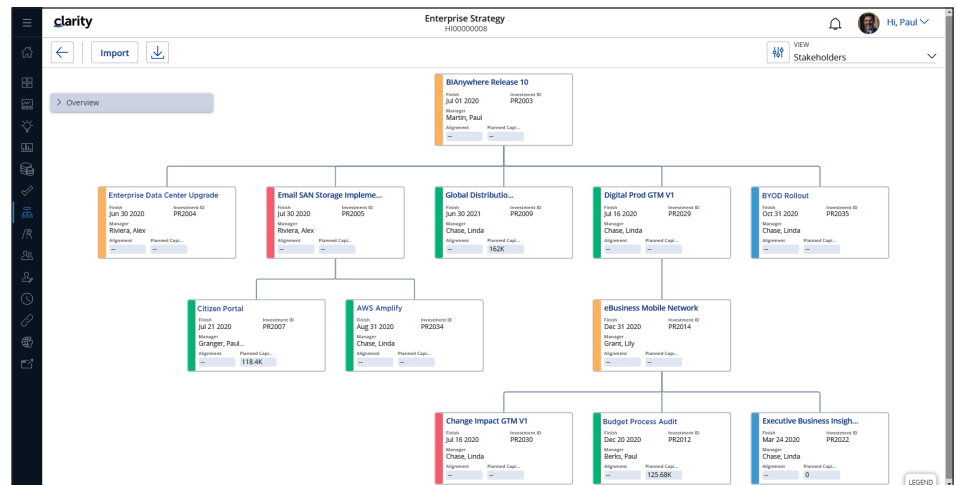 clarity
Enterprise Strategy
HI00000008
Hi, Paul
Import
VIEW
Stakeholders
Overview
BIAnywhere Release 10
Finish Investment ID
Jul 01 2020 PR2003
Manager
Martin, Paul
Alignment Planned Capi...
-- --
Enterprise Data Center Upgrade
Finish Investment ID
Jun 30 2020 PR2004
Manager
Riviera, Alex
Alignment Planned Capi...
-- --
Email SAN Storage Impleme...
Finish Investment ID
Jul 30 2020 PR2005
Manager
Riviera, Alex
Alignment Planned Capi...
-- --
Global Distributio...
Finish Investment ID
Jun 30 2021 PR2009
Manager
Chase, Linda
Alignment Planned Capi...
-- 162K
Digital Prod GTM V1
Finish Investment ID
Jul 16 2020 PR2029
Manager
Chase, Linda
Alignment Planned Capi...
-- --
BYOD Rollout
Finish Investment ID
Oct 31 2020 PR2035
Manager
Chase, Linda
Alignment Planned Capi...
-- --
Citizen Portal
Finish Investment ID
Jul 21 2020 PR2007
Manager
Granger, Paul...
Alignment Planned Capi...
-- 118.4K
AWS Amplify
Finish Investment ID
Aug 31 2020 PR2034
Manager
Chase, Linda
Alignment Planned Capi...
-- --
eBusiness Mobile Network
Finish Investment ID
Dec 31 2020 PR2014
Manager
Grant, Lily
Alignment Planned Capi...
-- --
Change Impact GTM V1
Finish Investment ID
Jul 16 2020 PR2030
Manager
Chase, Linda
Alignment Planned Capi...
-- --
Budget Process Audit
Finish Investment ID
Dec 20 2020 PR2012
Manager
Berks, Paul
Alignment Planned Capi...
-- 125.68K
Executive Business Insigh...
Finish Investment ID
Mar 24 2020 PR2022
Manager
Chase, Linda
Alignment Planned Capi...
-- 0
LEGEND